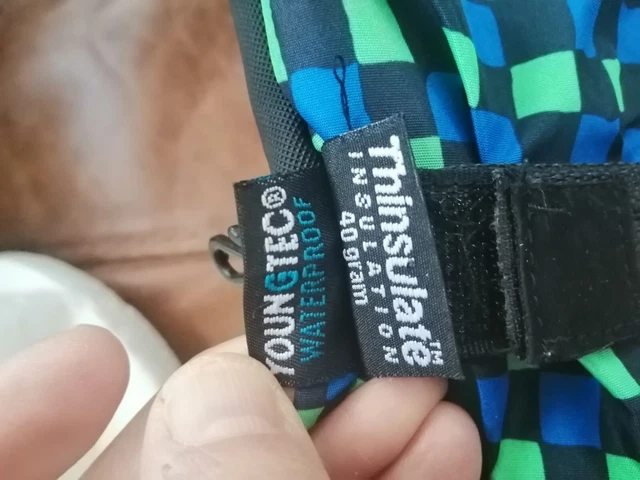 YOUNGTEC®
WATERPROOF
Thinsulate™
INSULATION
40 gram